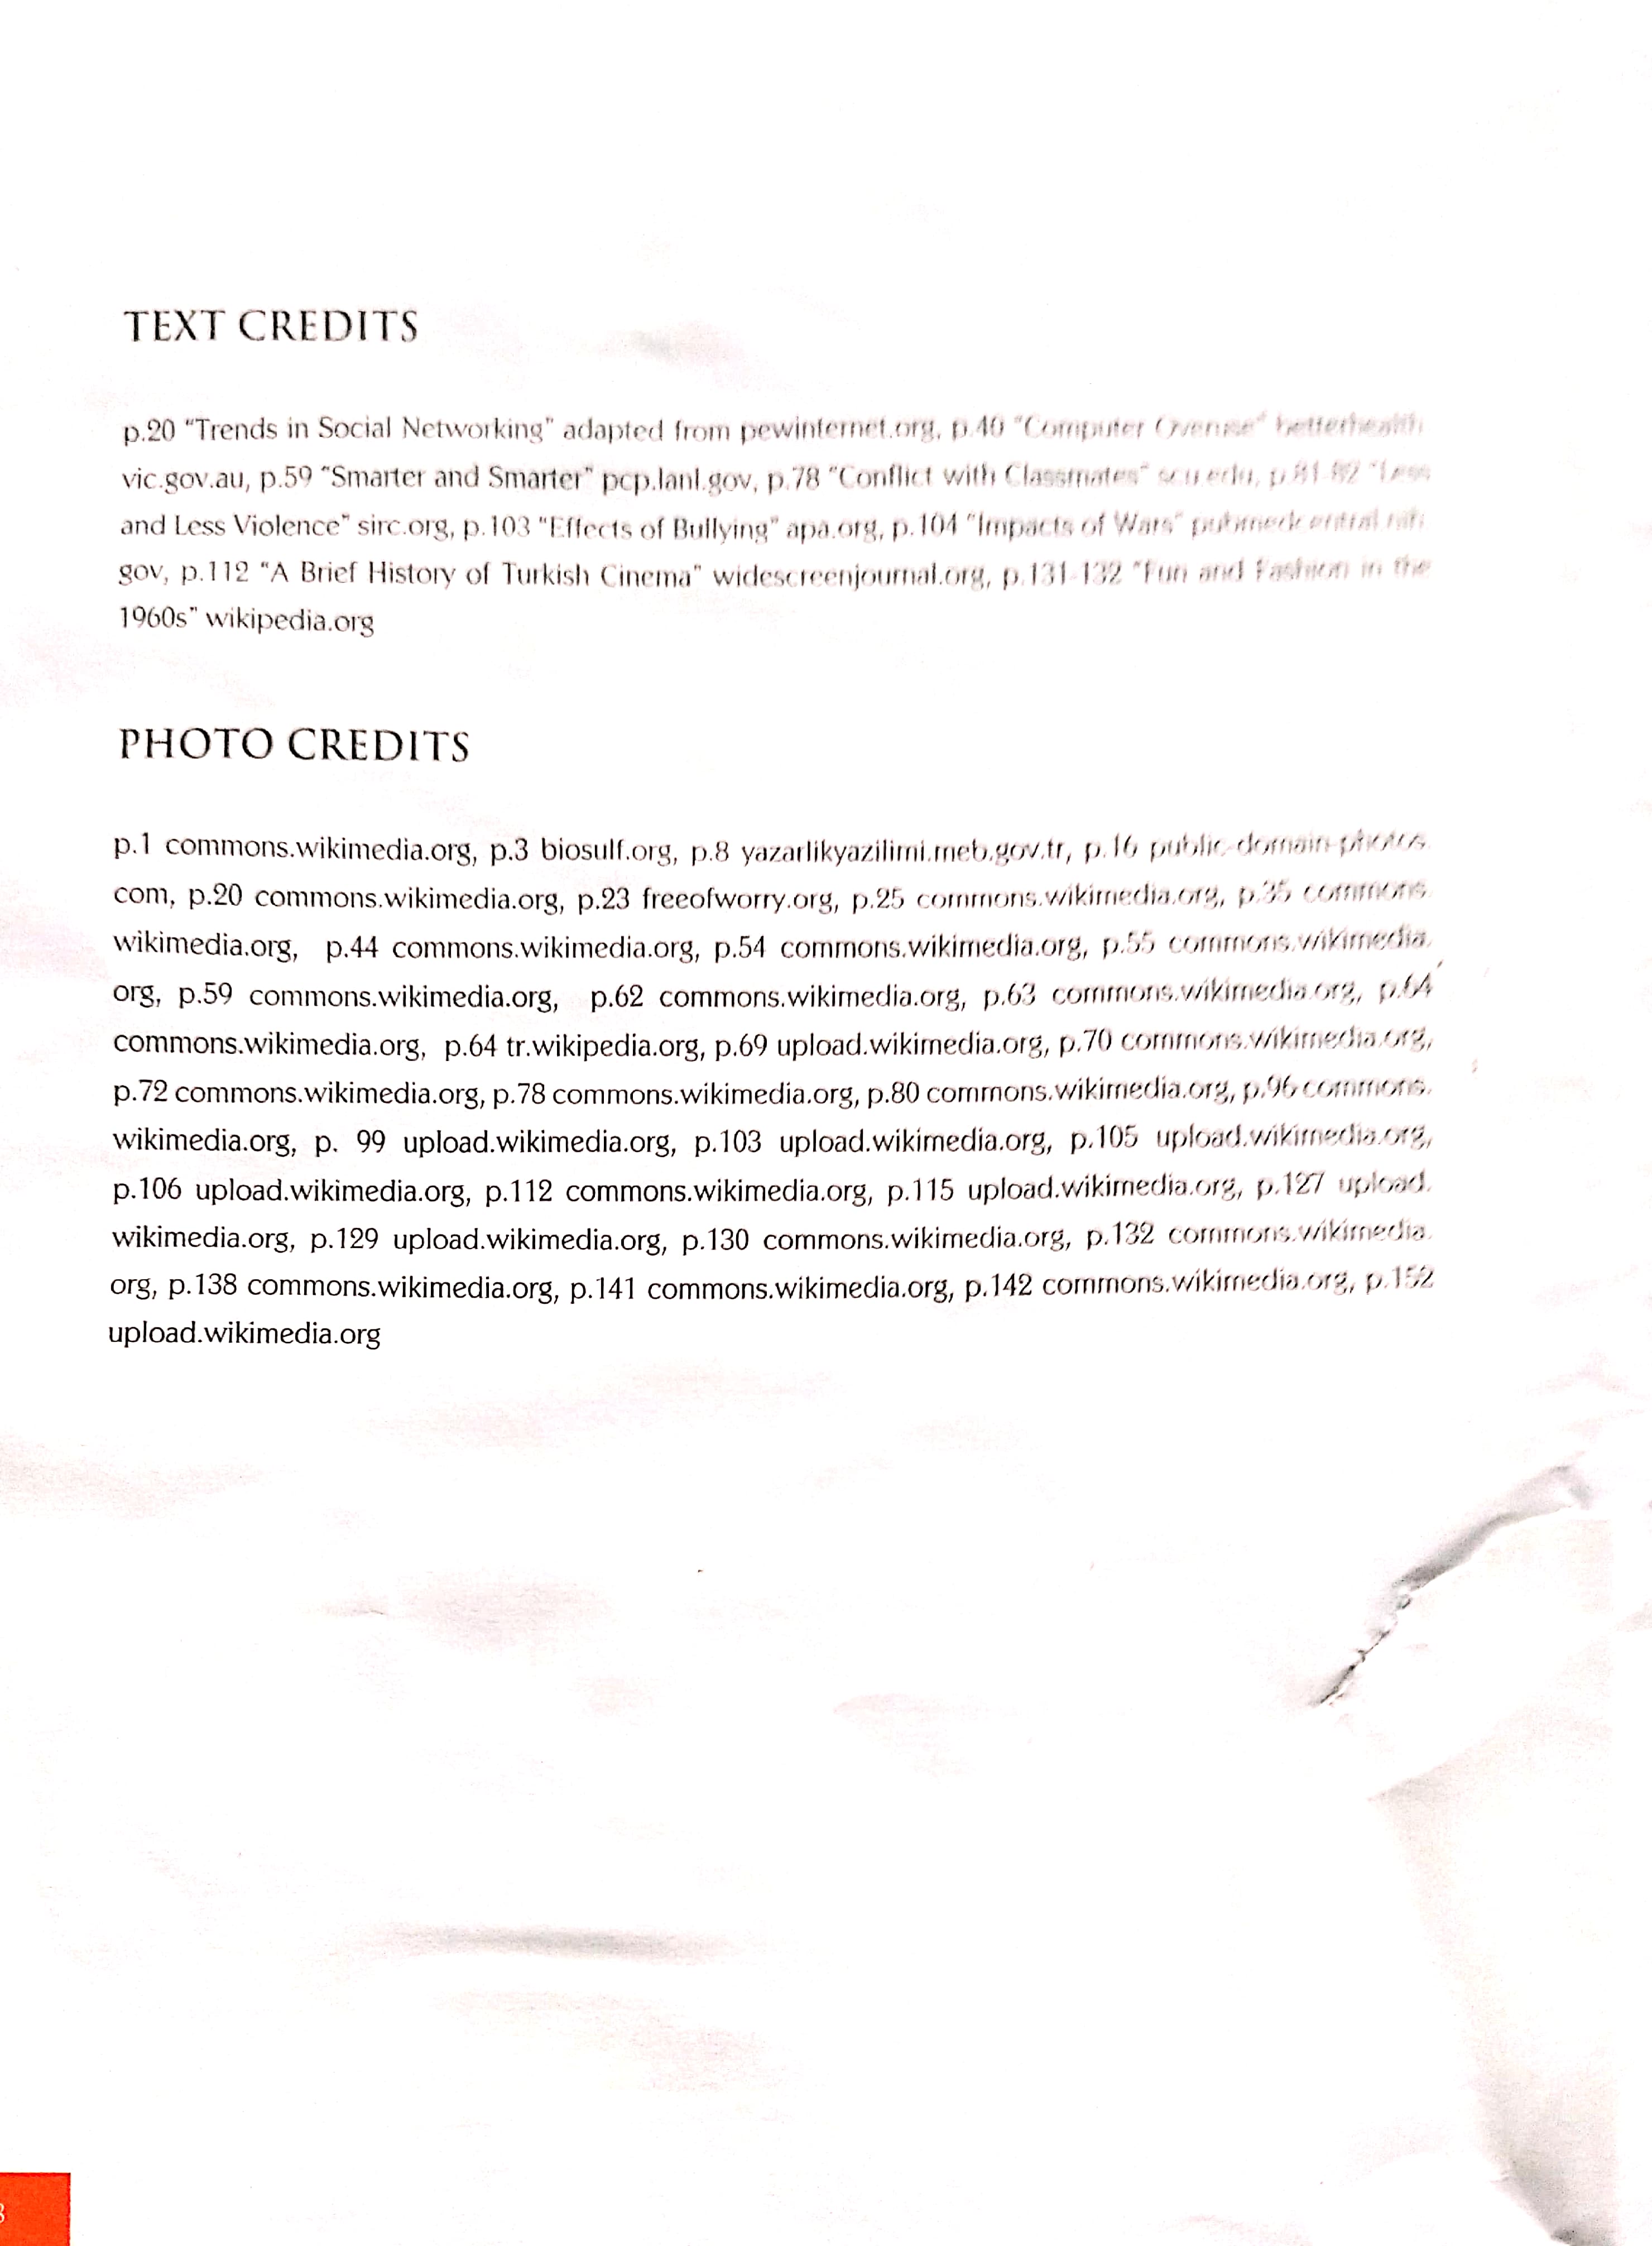 TEXT CREDITS
p.20 “Trends in Social Networking” adapted from pewinternet.org, p.40 “Computer Overuse” betterhealth.
vic.gov.au, p.59 “Smarter and Smarter” pcp.lanl.gov, p.78 “Conflict with Classmates” scu.edu, p.81-82 “Less
and Less Violence” sirc.org, p.103 “Effects of Bullying” apa.org, p.104 “Impacts of Wars” pubmedcentral.nih.
gov, p.112 “A Brief History of Turkish Cinema” widescreenjournal.org, p.131-132 “Fun and Fashion in the
1960s” wikipedia.org
PHOTO CREDITS
p.1 commons.wikimedia.org, p.3 biosulf.org, p.8 yazarlikyazilimi.meb.gov.tr, p.16 public-domain-photos.
com, p.20 commons.wikimedia.org, p.23 freeofworry.org, p.25 commons.wikimedia.org, p.35 commons.
wikimedia.org, p.44 commons.wikimedia.org, p.54 commons.wikimedia.org, p.55 commons.wikimedia.
org, p.59 commons.wikimedia.org, p.62 commons.wikimedia.org, p.63 commons.wikimedia.org, p.64
commons.wikimedia.org, p.64 tr.wikipedia.org, p.69 upload.wikimedia.org, p.70 commons.wikimedia.org,
p.72 commons.wikimedia.org, p.78 commons.wikimedia.org, p.80 commons.wikimedia.org, p.96 commons.
wikimedia.org, p. 99 upload.wikimedia.org, p.103 upload.wikimedia.org, p.105 upload.wikimedia.org,
p.106 upload.wikimedia.org, p.112 commons.wikimedia.org, p.115 upload.wikimedia.org, p.127 upload.
wikimedia.org, p.129 upload.wikimedia.org, p.130 commons.wikimedia.org, p.132 commons.wikimedia.
org, p.138 commons.wikimedia.org, p.141 commons.wikimedia.org, p.142 commons.wikimedia.org, p.152
upload.wikimedia.org